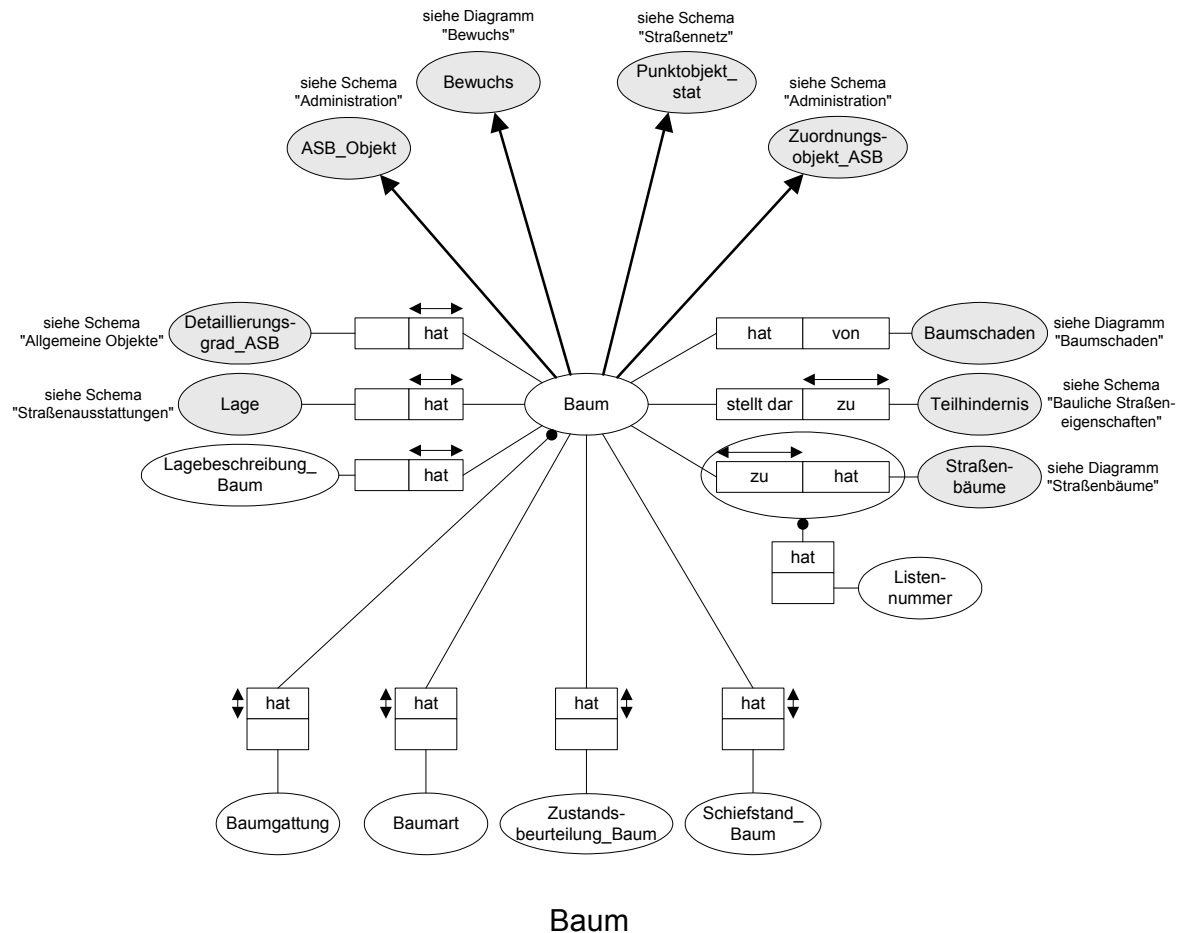 siehe Diagramm
"Bewuchs"
siehe Schema
"Straßennetz"
Bewuchs
Punktobjekt_
stat
siehe Schema
"Administration"
siehe Schema
"Administration"
ASB_Objekt
Zuordnungs-
objekt_ASB
siehe Schema
"Allgemeine Objekte"
Detaillierungs-
grad_ASB
hat
hat
von
Baumschaden
siehe Diagramm
"Baumschaden"
siehe Schema
"Straßenausstattungen"
Lage
hat
Baum
stellt dar
zu
Teilhindernis
siehe Schema
"Bauliche Straßen-
eigenschaften"
Lagebeschreibung_
Baum
hat
zu
hat
Straßen-
bäume
siehe Diagramm
"Straßenbäume"
hat
Listen-
nummer
hat
hat
hat
hat
Baumgattung
Baumart
Zustands-
beurteilung_Baum
Schiefstand_
Baum
Baum